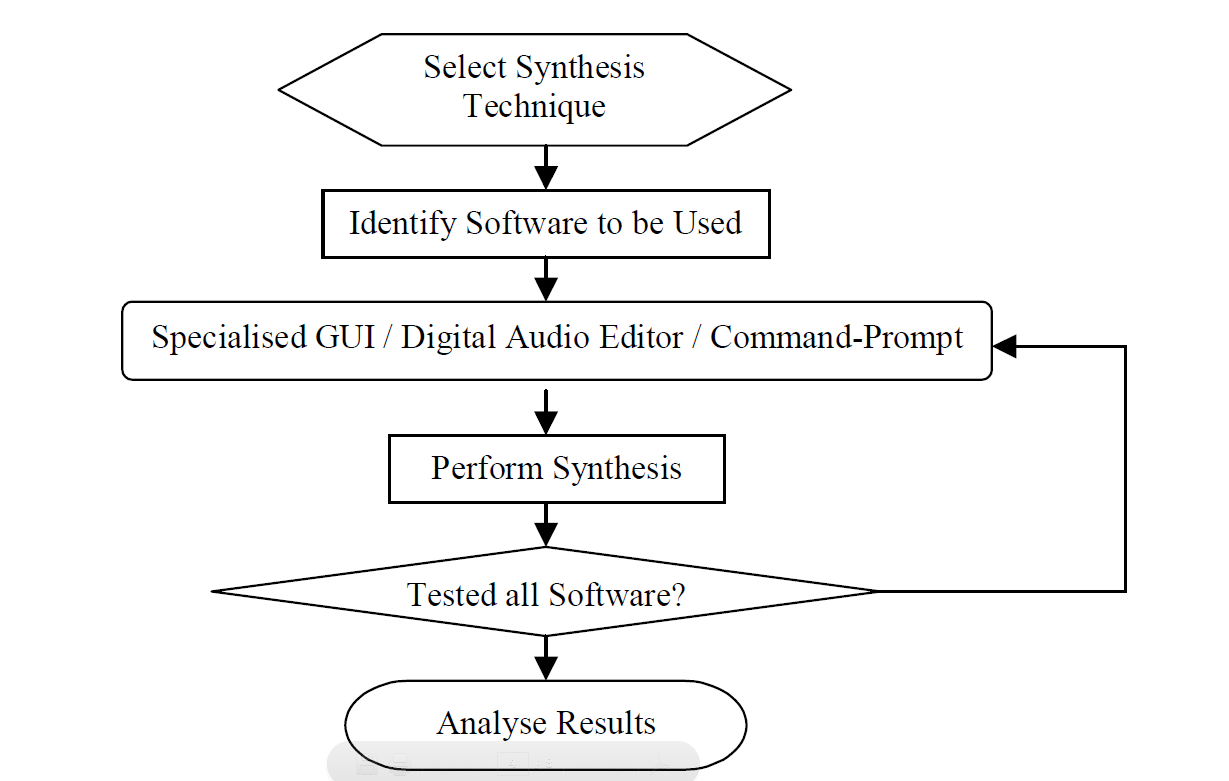 Select Synthesis
Technique
Identify Software to be Used
Specialised GUI / Digital Audio Editor / Command-Prompt
Perform Synthesis
Tested all Software?
Analyse Results